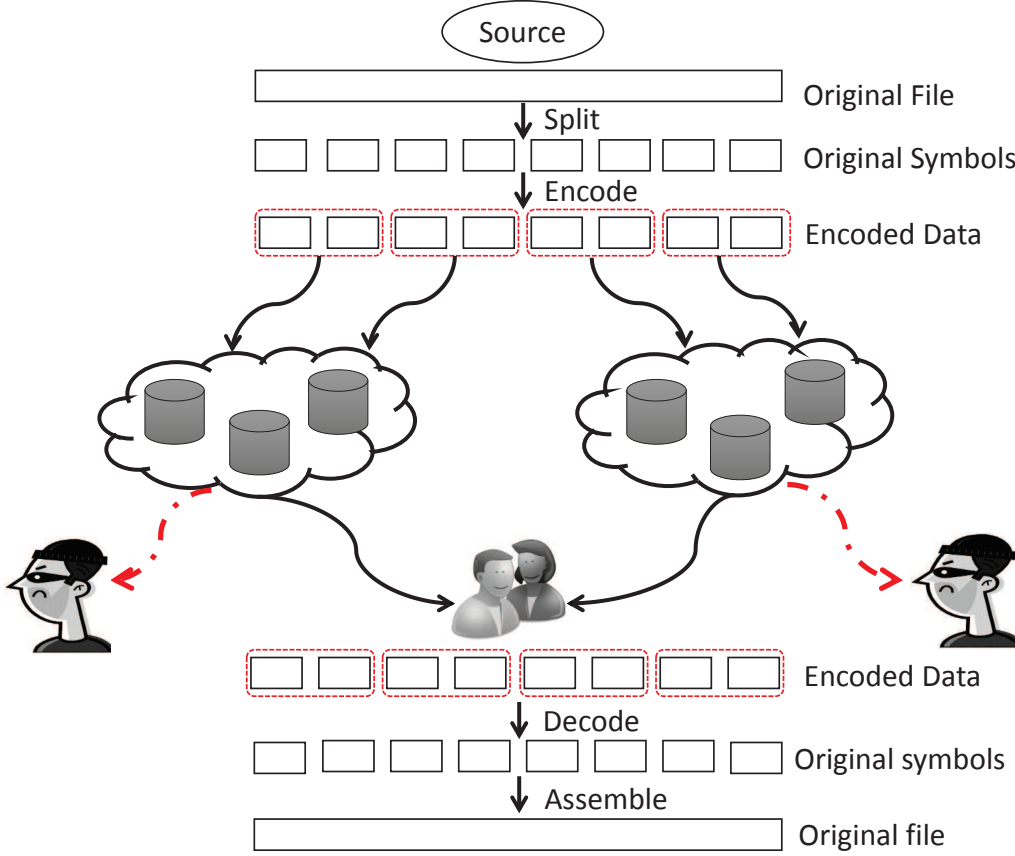 Source
Original File
Split
Original Symbols
Encode
Encoded Data
Encoded Data
Decode
Original symbols
Assemble
Original file